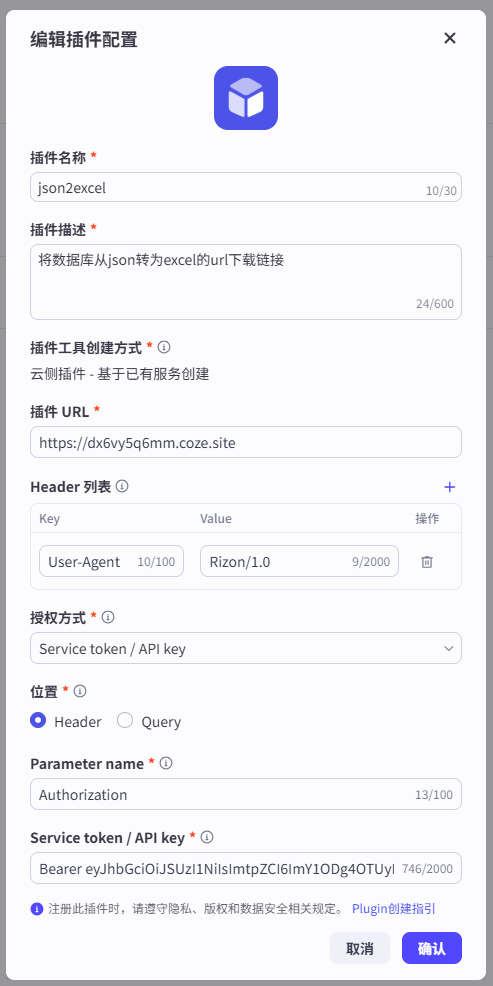 编辑插件配置
插件名称 *
json2excel 10/30
插件描述 *
将数据库从json转为excel的url下载链接
24/600
插件工具创建方式 *
云侧插件 - 基于已有服务创建
插件 URL *
https://dx6vy5q6mm.coze.site
Header 列表
Key Value 操作
User-Agent 10/100 Rizon/1.0 9/2000
授权方式 *
Service token / API key
位置 *
Header Query
Parameter name *
Authorization 13/100
Service token / API key *
Bearer eyJhbGciOiJSUzI1NiIsImtpZCI6ImY1ODg4OTUyI 746/2000
注册此插件时，请遵守隐私、版权和数据安全相关规定。 Plugin创建指引
取消 确认